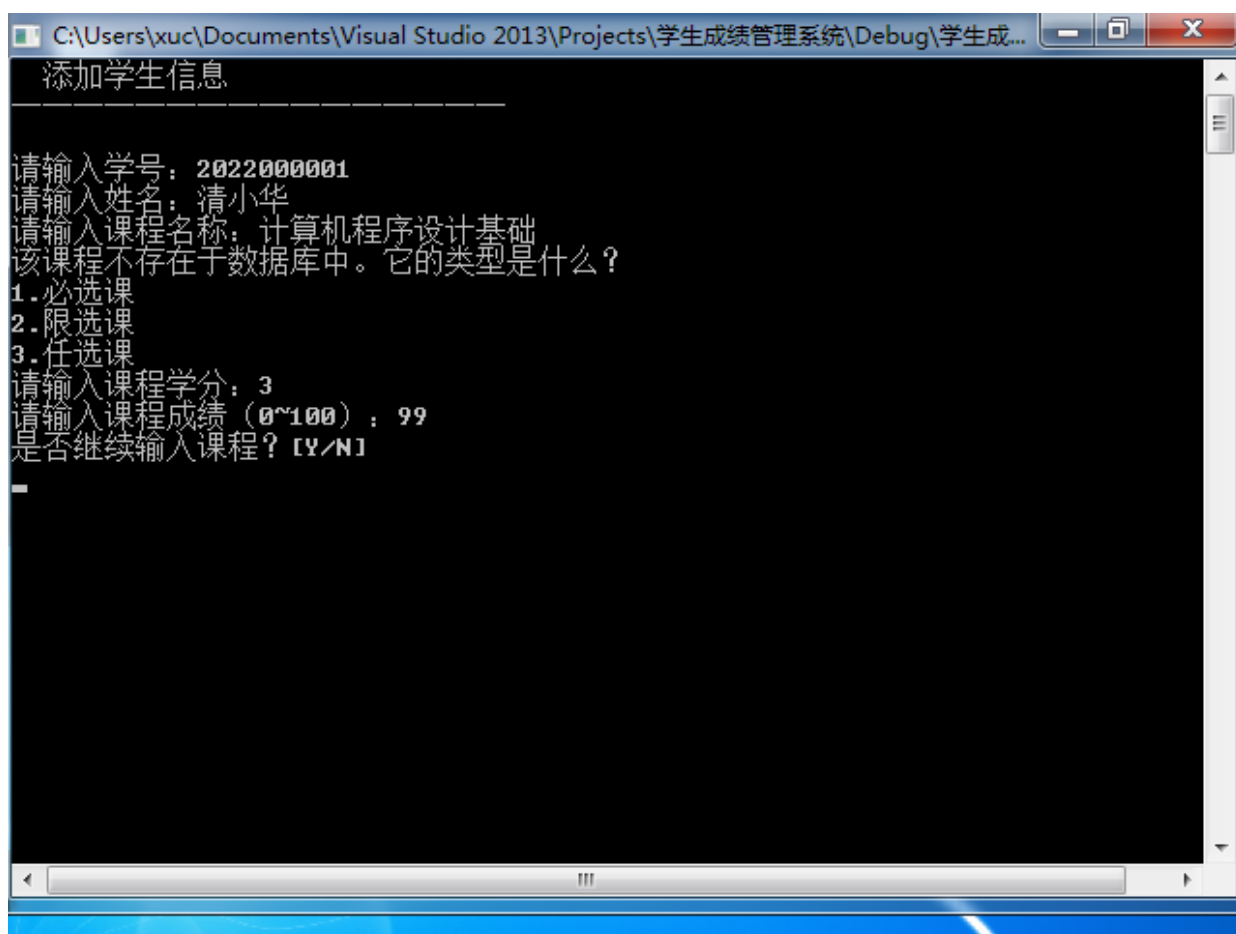 C:\Users\xuc\Documents\Visual Studio 2013\Projects\学生成绩管理系统\Debug\学生成...
添加学生信息
————————————————
请输入学号：2022000001
请输入姓名：清小华
请输入课程名称：计算机程序设计基础
该课程不存在于数据库中。它的类型是什么？
1.必选课
2.限选课
3.任选课
请输入课程学分：3
请输入课程成绩（0~100）：99
是否继续输入课程？[Y/N]